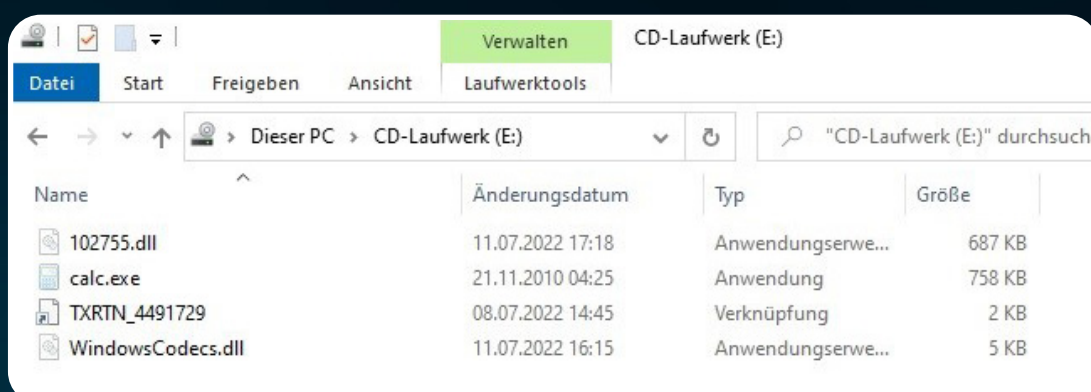 Verwalten CD-Laufwerk (E:)
Datei Start Freigeben Ansicht Laufwerktools
Dieser PC > CD-Laufwerk (E:) "CD-Laufwerk (E:)" durchsuch
Name Änderungsdatum Typ Größe
102755.dll 11.07.2022 17:18 Anwendungserwe... 687 KB
calc.exe 21.11.2010 04:25 Anwendung 758 KB
TXRTN_4491729 08.07.2022 14:45 Verknüpfung 2 KB
WindowsCodecs.dll 11.07.2022 16:15 Anwendungserwe... 5 KB